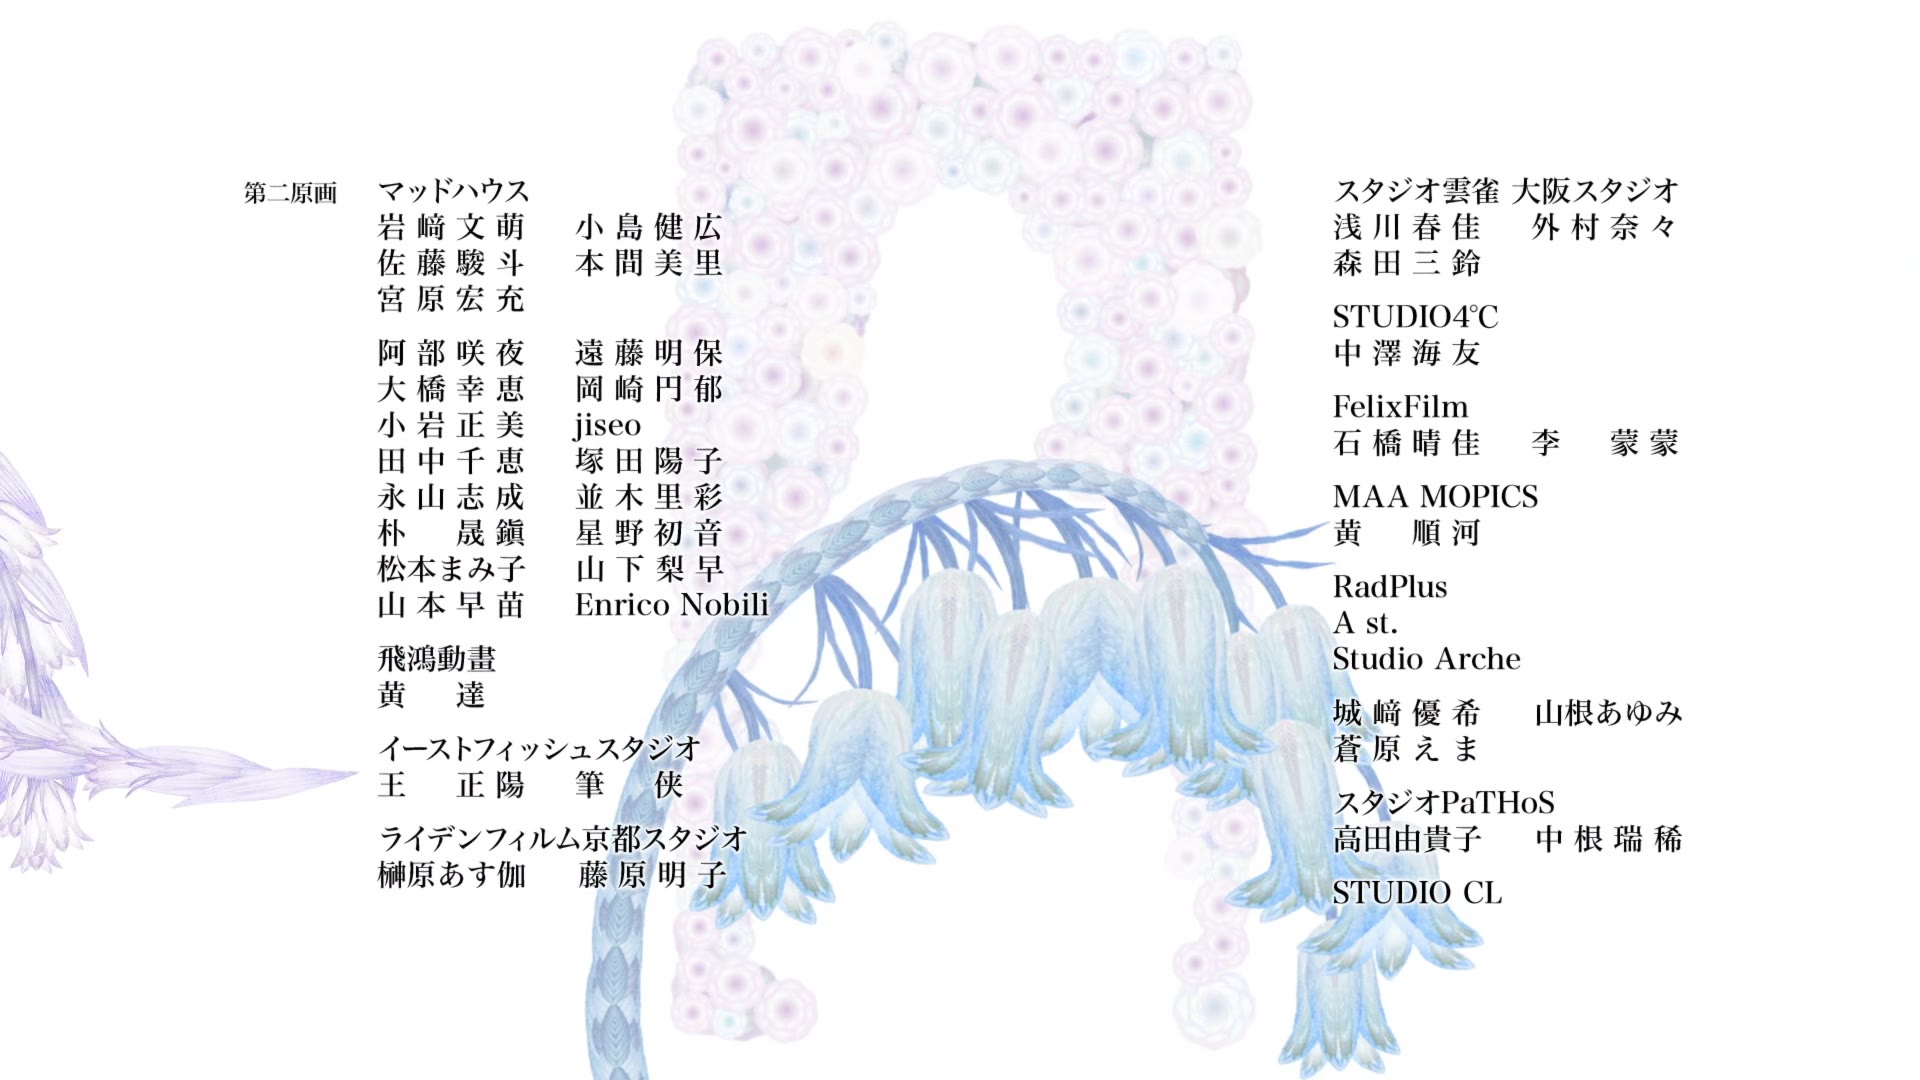 第二原画 マッドハウス
岩﨑文萌 小島健広
佐藤駿斗 本間美里
宮原宏充
阿部咲夜 遠藤明保
大橋幸恵 岡崎円郁
小岩正美 jiseo
田中千恵 塚田陽子
永山志成 並木里彩
朴 晟鎭 星野初音
松本まみ子 山下梨早
山本早苗 Enrico Nobili
飛鴻動畫
黄 達
イーストフィッシュスタジオ
王 正陽 筆 侠
ライデンフィルム京都スタジオ
榊原あす伽 藤原明子
スタジオ雲雀 大阪スタジオ
浅川春佳 外村奈々
森田三鈴
STUDIO4℃
中澤海友
FelixFilm
石橋晴佳 李 蒙蒙
MAA MOPICS
黄 順河
RadPlus
A st.
Studio Arche
城﨑優希 山根あゆみ
蒼原えま
スタジオPaTHoS
高田由貴子 中根瑞稀
STUDIO CL